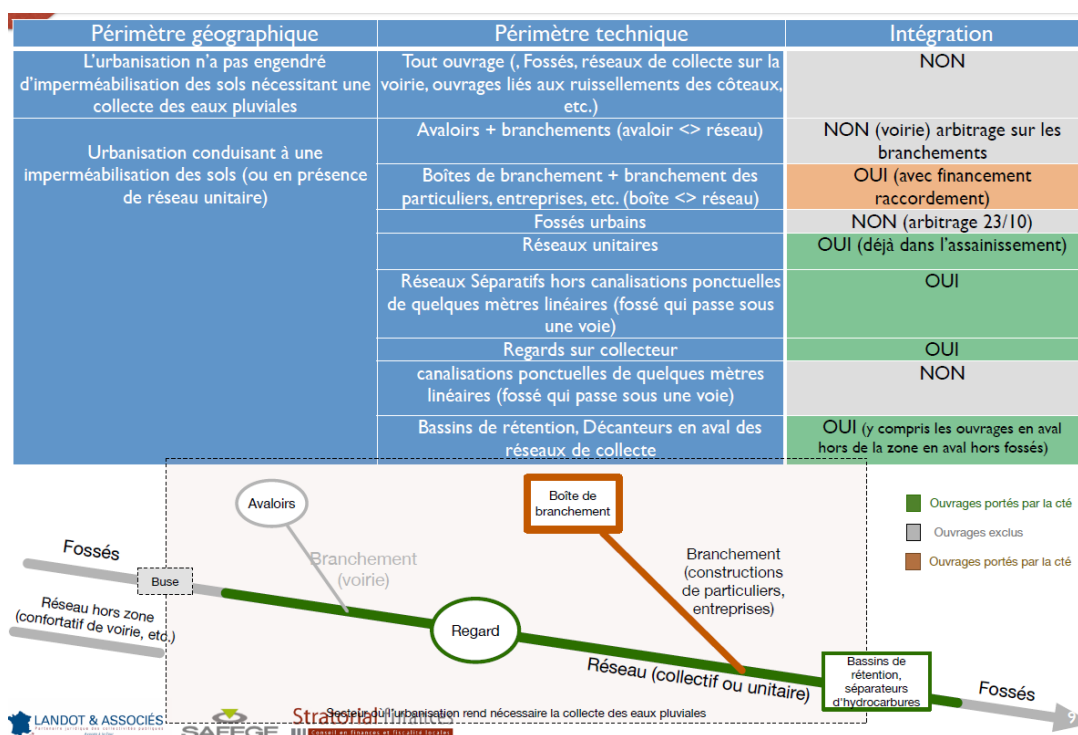 Périmètre géographique
Périmètre technique
Intégration
L'urbanisation n'a pas engendré
d'imperméabilisation des sols nécessitant une
collecte des eaux pluviales
Tout ouvrage (, Fossés, réseaux de collecte sur la
voirie, ouvrages liés aux ruissellements des côteaux,
etc.)
NON
Urbanisation conduisant à une
imperméabilisation des sols (ou en présence
de réseau unitaire)
Avaloirs + branchements (avaloir <> réseau)
NON (voirie) arbitrage sur les
branchements
Boîtes de branchement + branchement des
particuliers, entreprises, etc. (boîte <> réseau)
OUI (avec financement
raccordement)
Fossés urbains
NON (arbitrage 23/10)
Réseaux unitaires
OUI (déjà dans l'assainissement)
Réseaux Séparatifs hors canalisations ponctuelles
de quelques mètres linéaires (fossé qui passe sous
une voie)
OUI
Regards sur collecteur
OUI
canalisations ponctuelles de quelques mètres
linéaires (fossé qui passe sous une voie)
NON
Bassins de rétention, Décanteurs en aval des
réseaux de collecte
OUI (y compris les ouvrages en aval
hors de la zone en aval hors fossés)
Avaloirs
Boîte de
branchement
Ouvrages portés par la cté
Ouvrages exclus
Ouvrages portés par la cté
Fossés
Buse
Branchement
(voirie)
Branchement
(constructions
de particuliers,
entreprises)
Réseau hors zone
(confortatif de voirie, etc.)
Regard
Réseau (collectif ou unitaire)
Bassins de
rétention,
séparateurs
d'hydrocarbures
Fossés
Secteur où l'urbanisation rend nécessaire la collecte des eaux pluviales
LANDOT & ASSOCIÉS
SAFEGE
Stratorial Finances
Conseil en finances et fiscalité locales
9